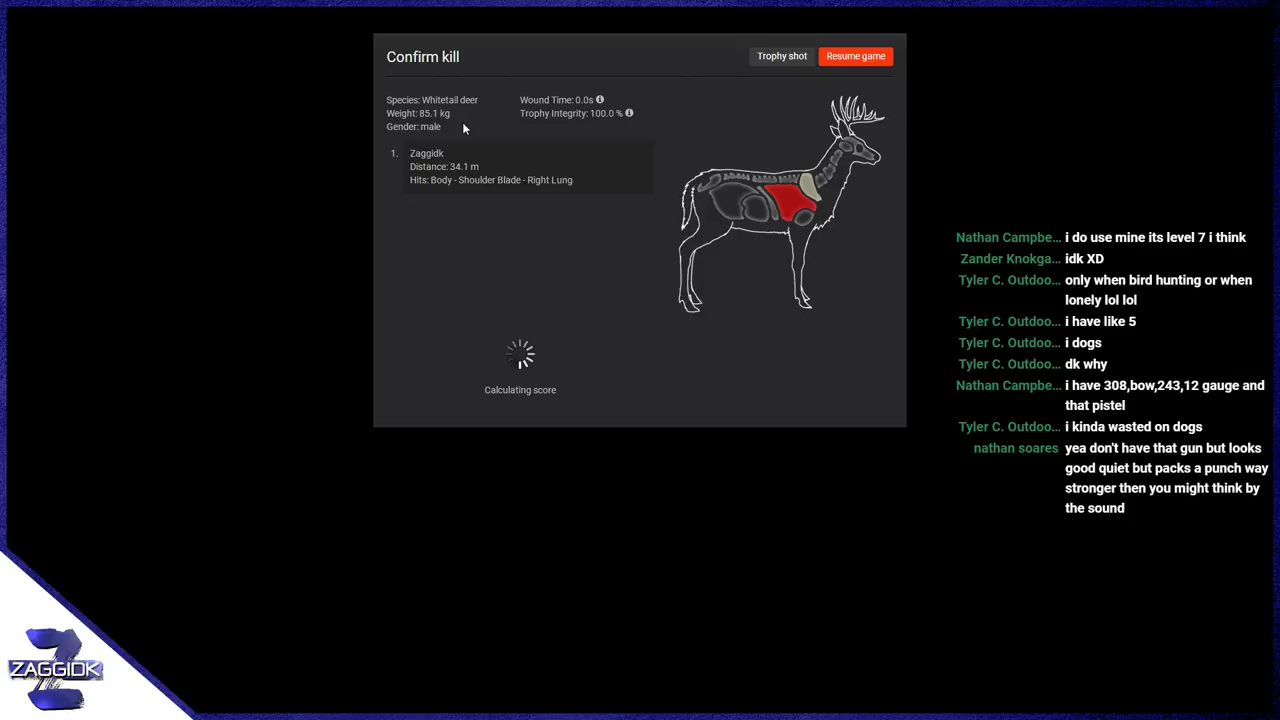 Confirm kill
Trophy shot
Resume game
Species: Whitetail deer
Weight: 85.1 kg
Gender: male
Wound Time: 0.0s
Trophy Integrity: 100.0 %
1. Zaggidk
Distance: 34.1 m
Hits: Body - Shoulder Blade - Right Lung
Calculating score
Nathan Campbe... i do use mine its level 7 i think
Zander Knokga... idk XD
Tyler C. Outdoo... only when bird hunting or when
lonely lol lol
Tyler C. Outdoo... i have like 5
Tyler C. Outdoo... i dogs
Tyler C. Outdoo... dk why
Nathan Campbe... i have 308,bow,243,12 gauge and
that pistel
Tyler C. Outdoo... i kinda wasted on dogs
nathan soares yea don't have that gun but looks
good quiet but packs a punch way
stronger then you might think by
the sound
ZAGGIDK